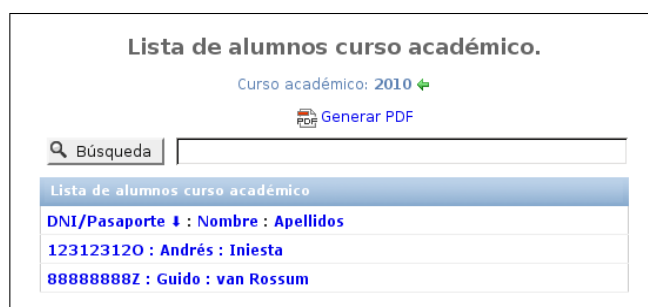 Lista de alumnos curso académico.
Curso académico: 2010
PDF Generar PDF
Búsqueda
Lista de alumnos curso académico
DNI/Pasaporte ⬇ : Nombre : Apellidos
12312312O : Andrés : Iniesta
88888888Z : Guido : van Rossum